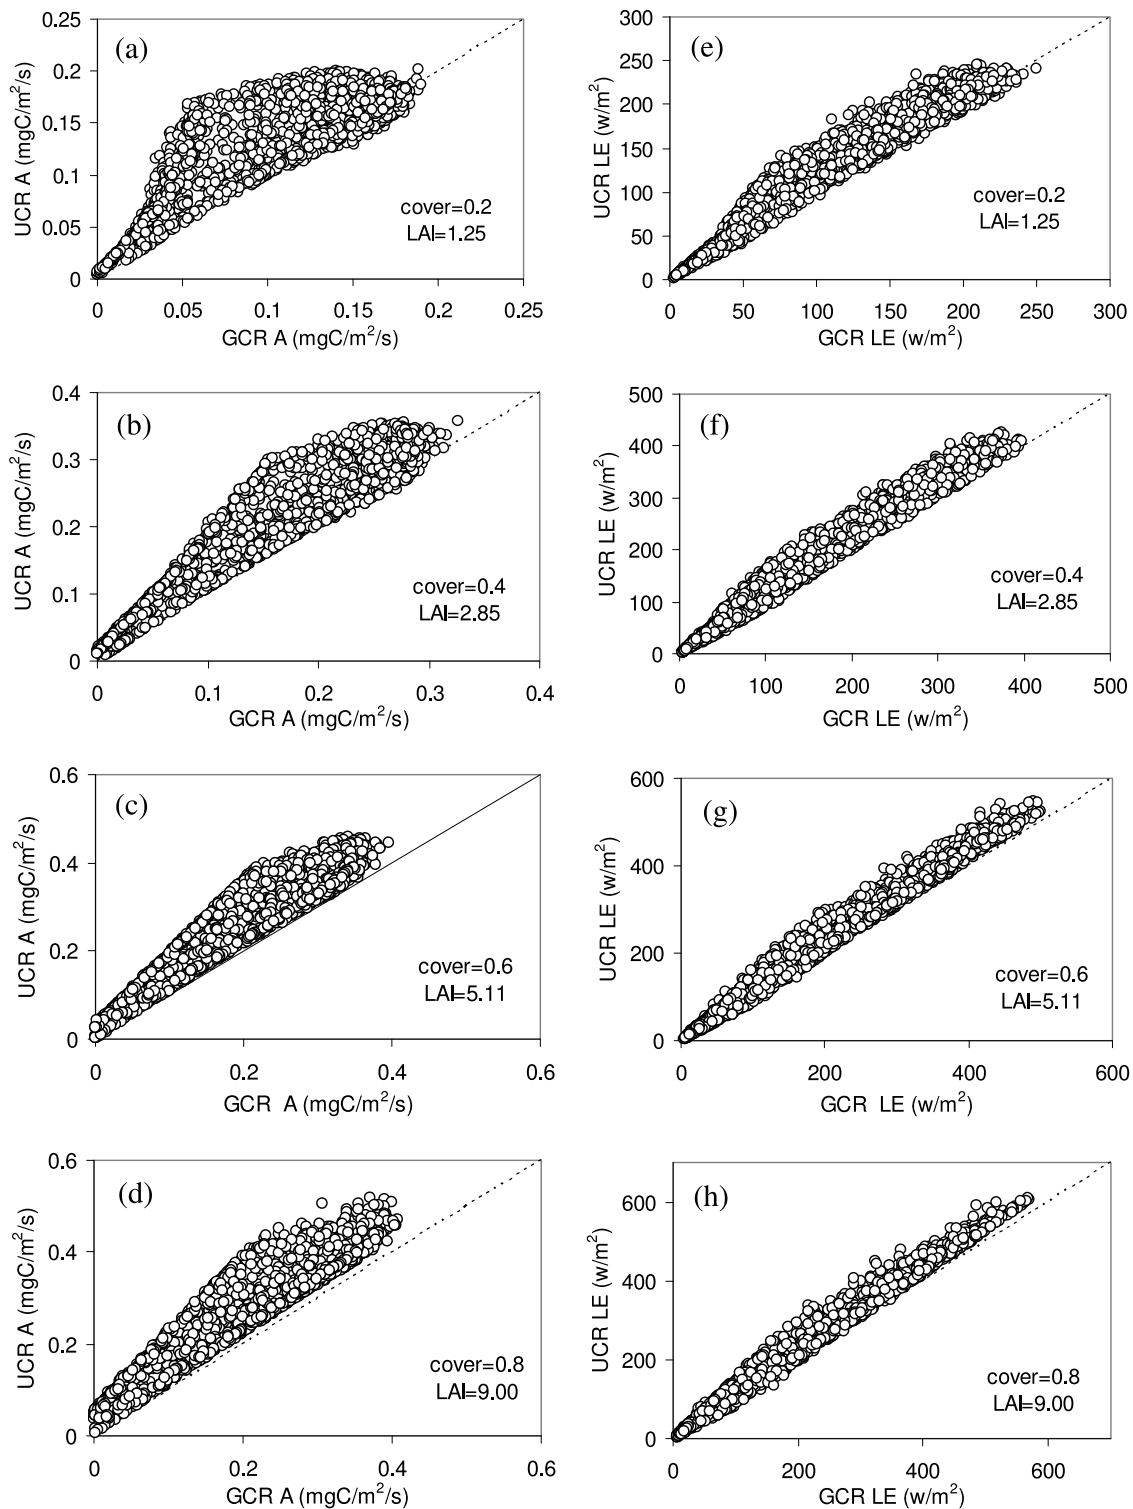 (a)
0.25
0.2
0.15
0.1
0.05
0
UCR A (mgC/m²/s)
cover=0.2
LAI=1.25
0 0.05 0.1 0.15 0.2 0.25
GCR A (mgC/m²/s)
(e)
300
250
200
150
100
50
0
UCR LE (w/m²)
cover=0.2
LAI=1.25
0 50 100 150 200 250 300
GCR LE (w/m²)
(b)
0.4
0.3
0.2
0.1
0
UCR A (mgC/m²/s)
cover=0.4
LAI=2.85
0 0.1 0.2 0.3 0.4
GCR A (mgC/m²/s)
(f)
500
400
300
200
100
0
UCR LE (w/m²)
cover=0.4
LAI=2.85
0 100 200 300 400 500
GCR LE (w/m²)
(c)
0.6
0.4
0.2
0
UCR A (mgC/m²/s)
cover=0.6
LAI=5.11
0 0.2 0.4 0.6
GCR A (mgC/m²/s)
(g)
600
400
200
0
UCR LE (w/m²)
cover=0.6
LAI=5.11
0 200 400 600
GCR LE (w/m²)
(d)
0.6
0.4
0.2
0
UCR A (mgC/m²/s)
cover=0.8
LAI=9.00
0 0.2 0.4 0.6
GCR A (mgC/m²/s)
(h)
600
400
200
0
UCR LE (w/m²)
cover=0.8
LAI=9.00
0 200 400 600
GCR LE (w/m²)